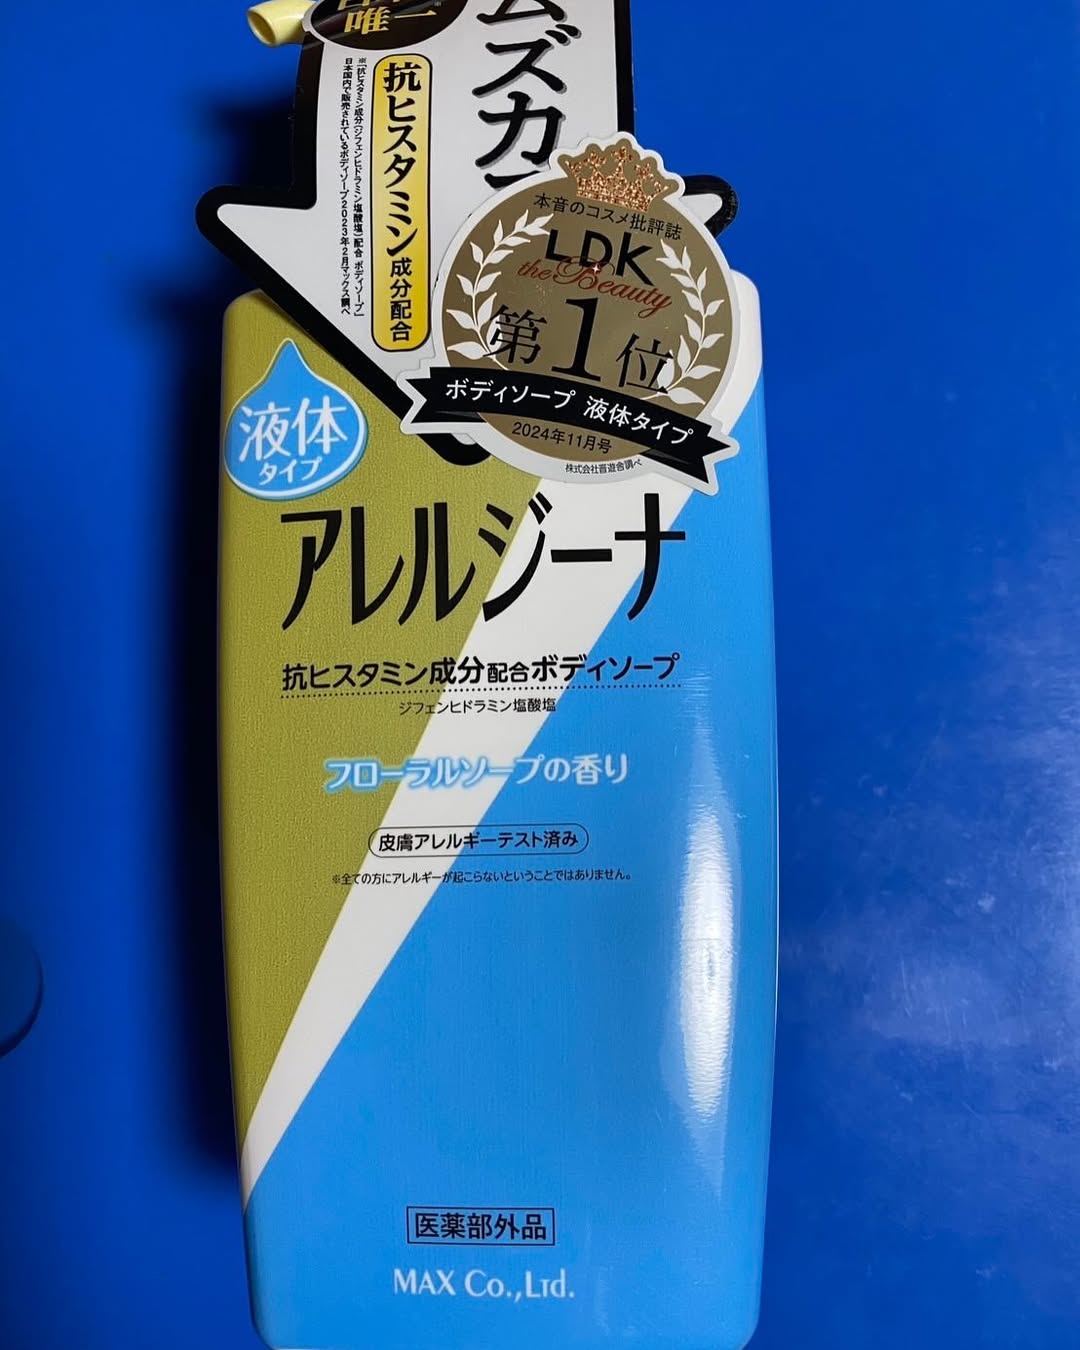 唯一
ムズカ
抗ヒスタミン成分配合
※「抗ヒスタミン成分(ジフェンヒドラミン塩酸塩)配合 ボディソープ」
日本国内で販売されているボディソープ2023年2月マックス調べ
本音のコスメ批評誌
LDK
the Beauty
第1位
ボディソープ 液体タイプ
2024年11月号
株式会社晋遊舎調べ
液体
タイプ
アレルジーナ
抗ヒスタミン成分配合ボディソープ
ジフェンヒドラミン塩酸塩
フローラルソープの香り
皮膚アレルギーテスト済み
※全ての方にアレルギーが起こらないということではありません。
医薬部外品
MAX Co.,Ltd.